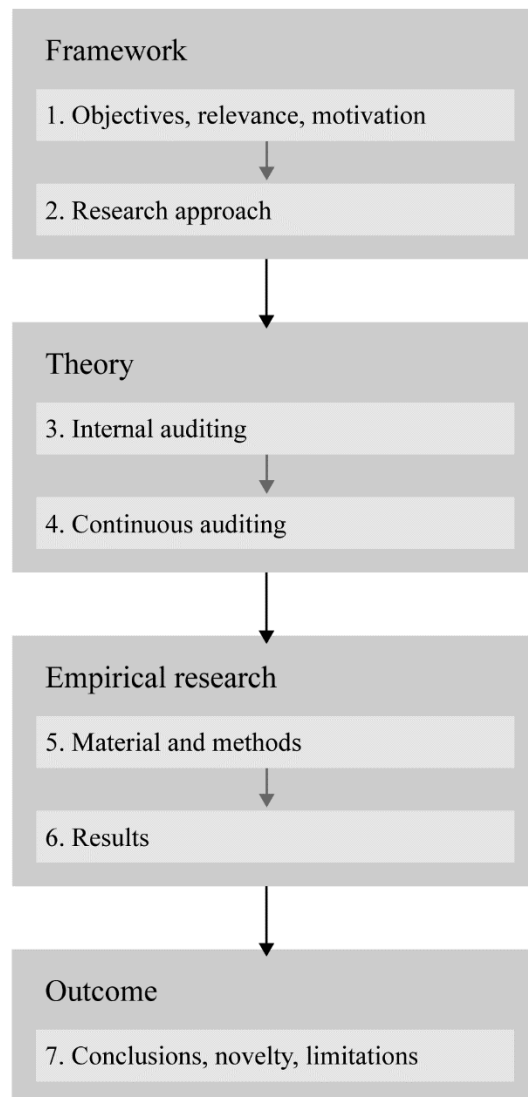 Framework
1. Objectives, relevance, motivation
2. Research approach
Theory
3. Internal auditing
4. Continuous auditing
Empirical research
5. Material and methods
6. Results
Outcome
7. Conclusions, novelty, limitations